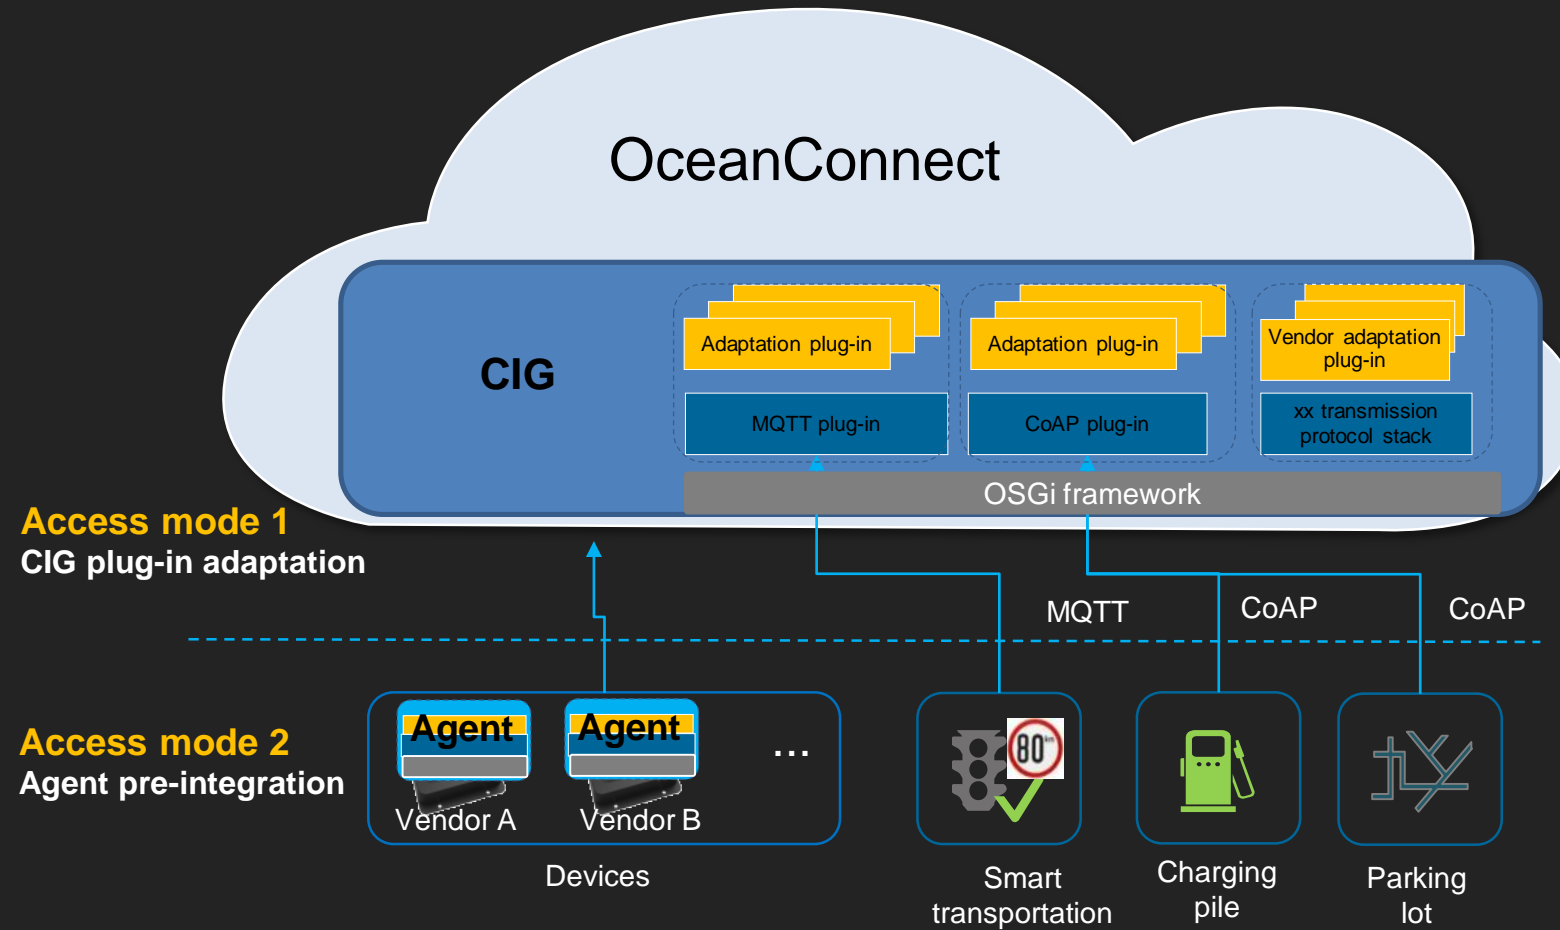 OceanConnect
CIG
Adaptation plug-in
MQTT plug-in
Adaptation plug-in
CoAP plug-in
Vendor adaptation
plug-in
xx transmission
protocol stack
OSGi framework
Access mode 1
CIG plug-in adaptation
MQTT
CoAP
CoAP
Access mode 2
Agent pre-integration
Agent
Vendor A
Agent
Vendor B
...
Devices
80 km
Smart
transportation
Charging
pile
Parking
lot